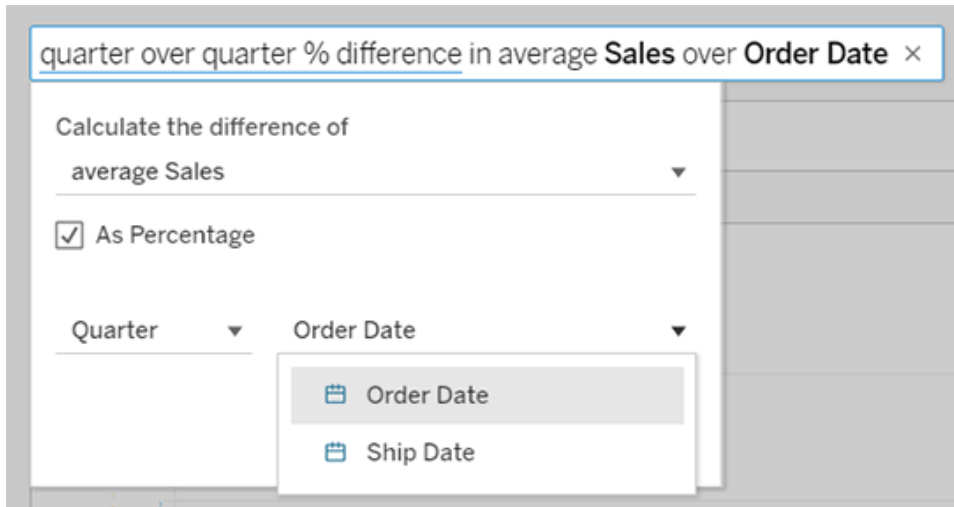 quarter over quarter % difference in average Sales over Order Date ×
Calculate the difference of
average Sales
As Percentage
Quarter Order Date
Order Date
Ship Date